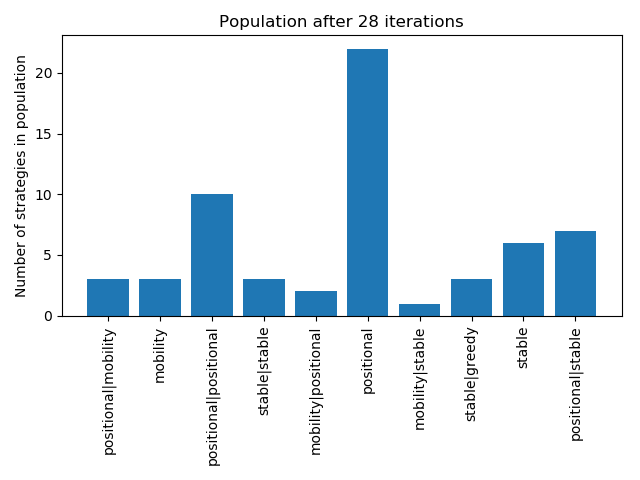 Population after 28 iterations
Number of strategies in population
20
15
10
5
0
positional|mobility
mobility
positional|positional
stable|stable
mobility|positional
positional
mobility|stable
stable|greedy
stable
positional|stable